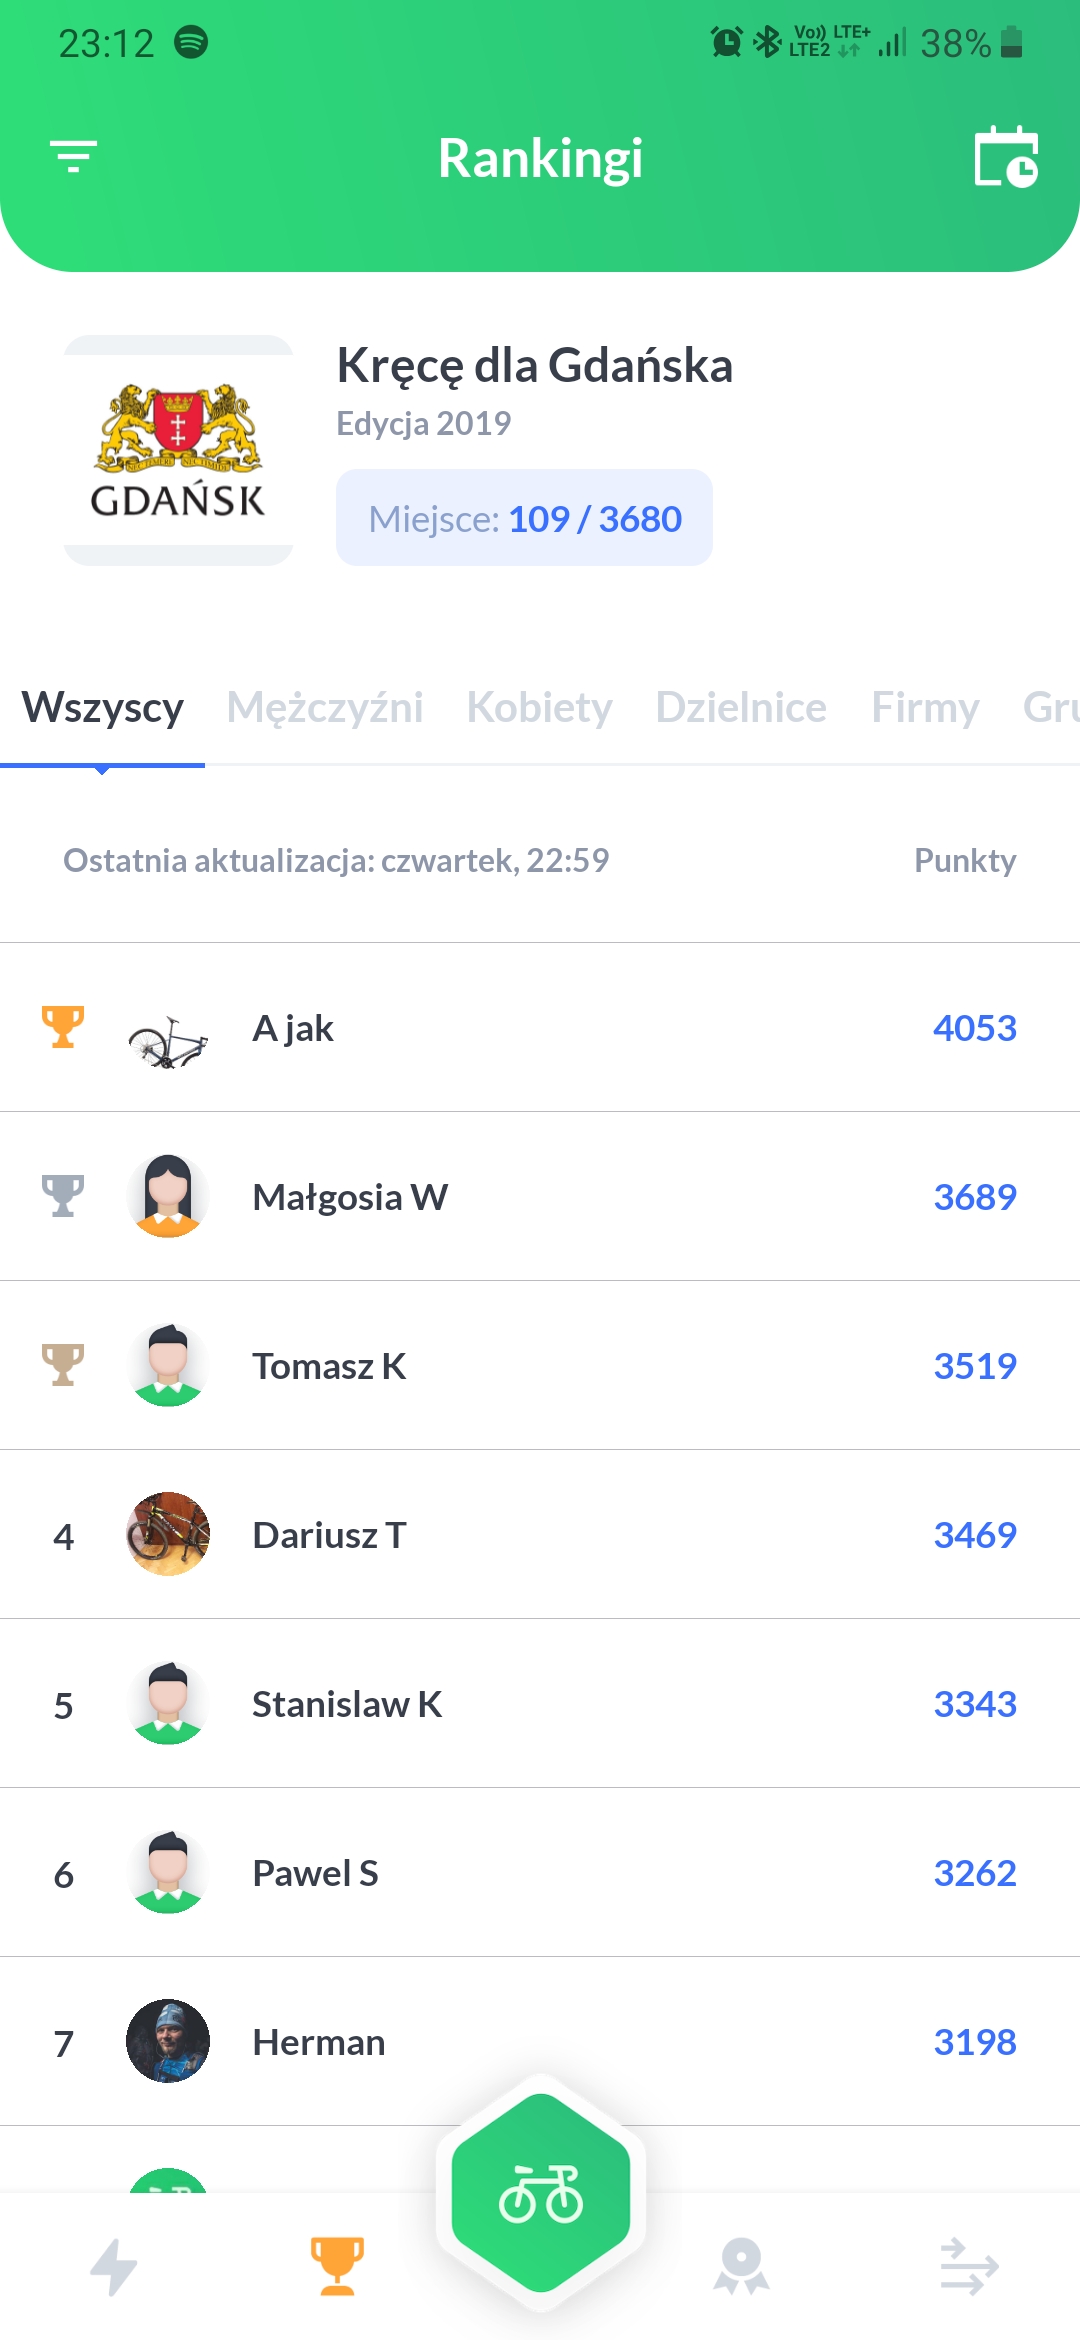 23:12
Vo)) LTE+
LTE2
38%
Rankingi
GDAŃSK
Kręcę dla Gdańska
Edycja 2019
Miejsce: 109 / 3680
Wszyscy Mężczyźni Kobiety Dzielnice Firmy Gru
Ostatnia aktualizacja: czwartek, 22:59 Punkty
A jak 4053
Małgosia W 3689
Tomasz K 3519
4 Dariusz T 3469
5 Stanislaw K 3343
6 Pawel S 3262
7 Herman 3198